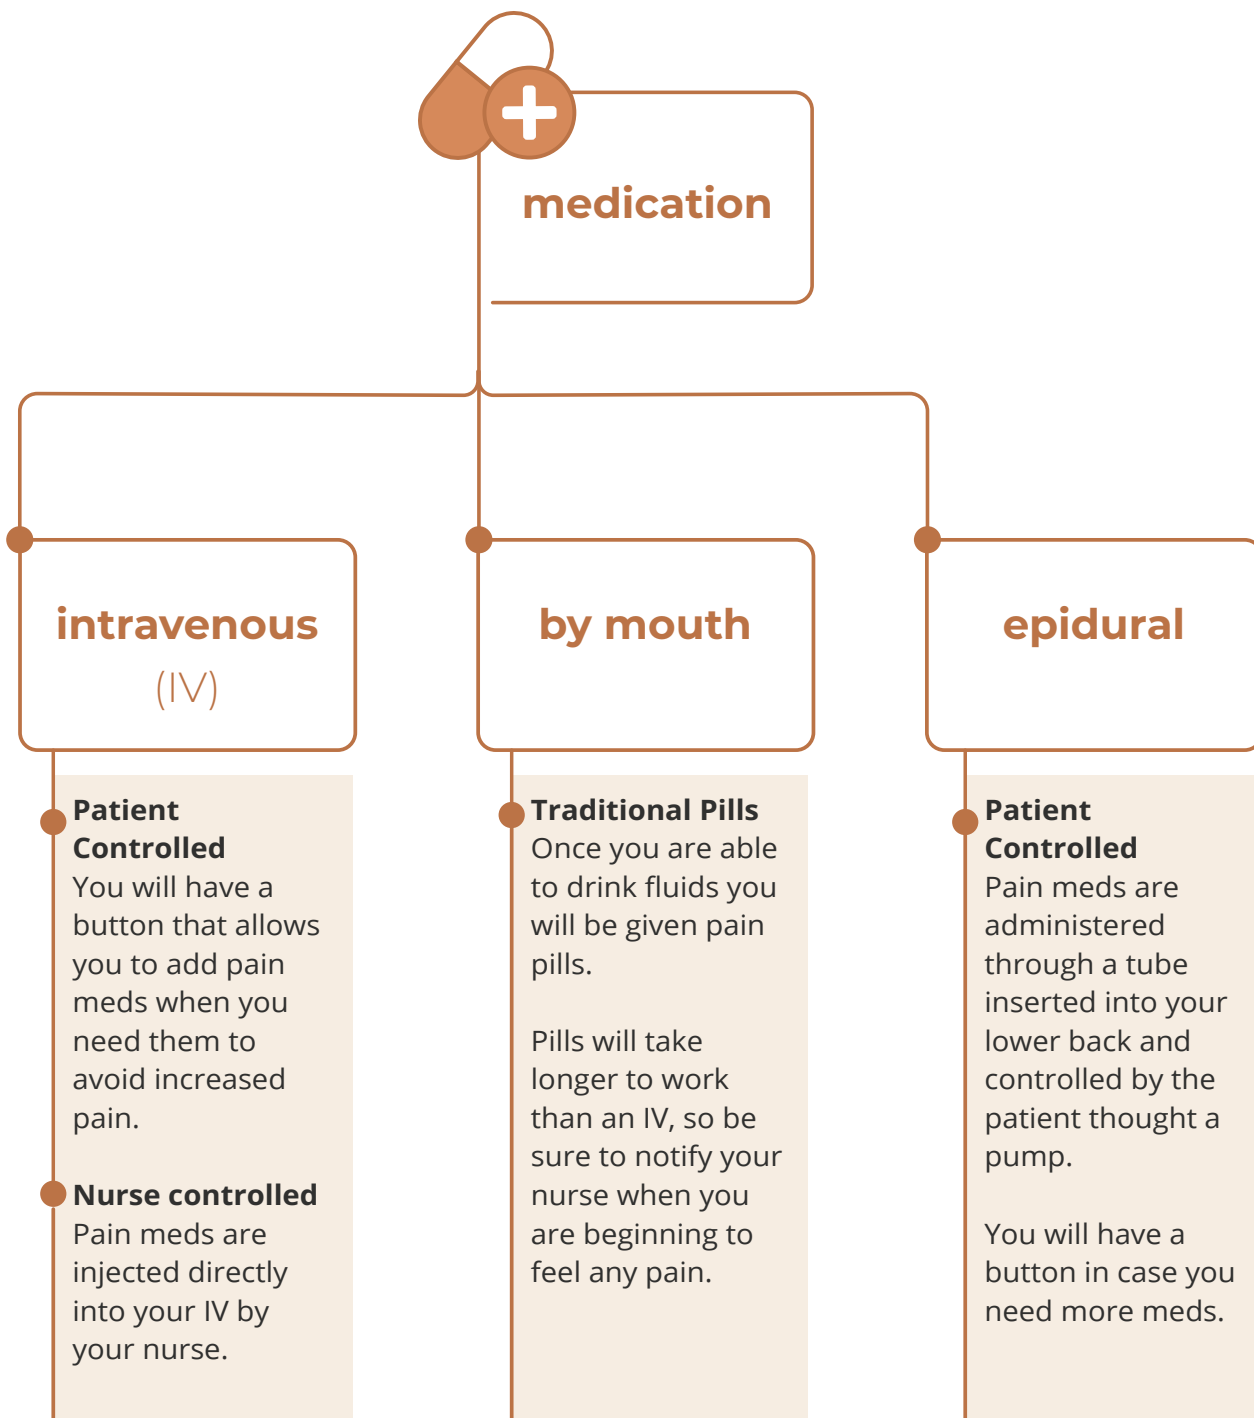 medication
intravenous
(IV)
Patient
Controlled
You will have a
button that allows
you to add pain
meds when you
need them to
avoid increased
pain.
Nurse controlled
Pain meds are
injected directly
into your IV by
your nurse.
by mouth
Traditional Pills
Once you are able
to drink fluids you
will be given pain
pills.
Pills will take
longer to work
than an IV, so be
sure to notify your
nurse when you
are beginning to
feel any pain.
epidural
Patient
Controlled
Pain meds are
administered
through a tube
inserted into your
lower back and
controlled by the
patient thought a
pump.
You will have a
button in case you
need more meds.